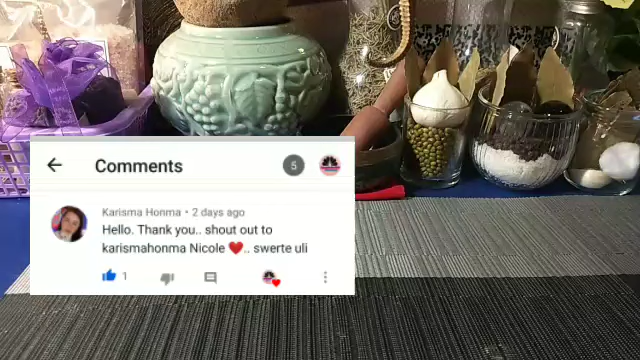 Comments
5
Karisma Honma • 2 days ago
Hello. Thank you.. shout out to
karismahonma Nicole ❤️.. swerte uli
1